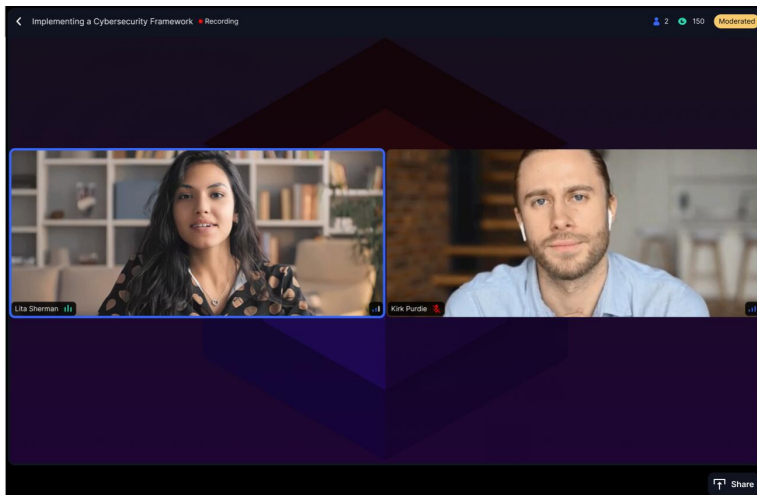 Implementing a Cybersecurity Framework Recording 2 150 Moderated
Lita Sherman Kirk Purdie
Share